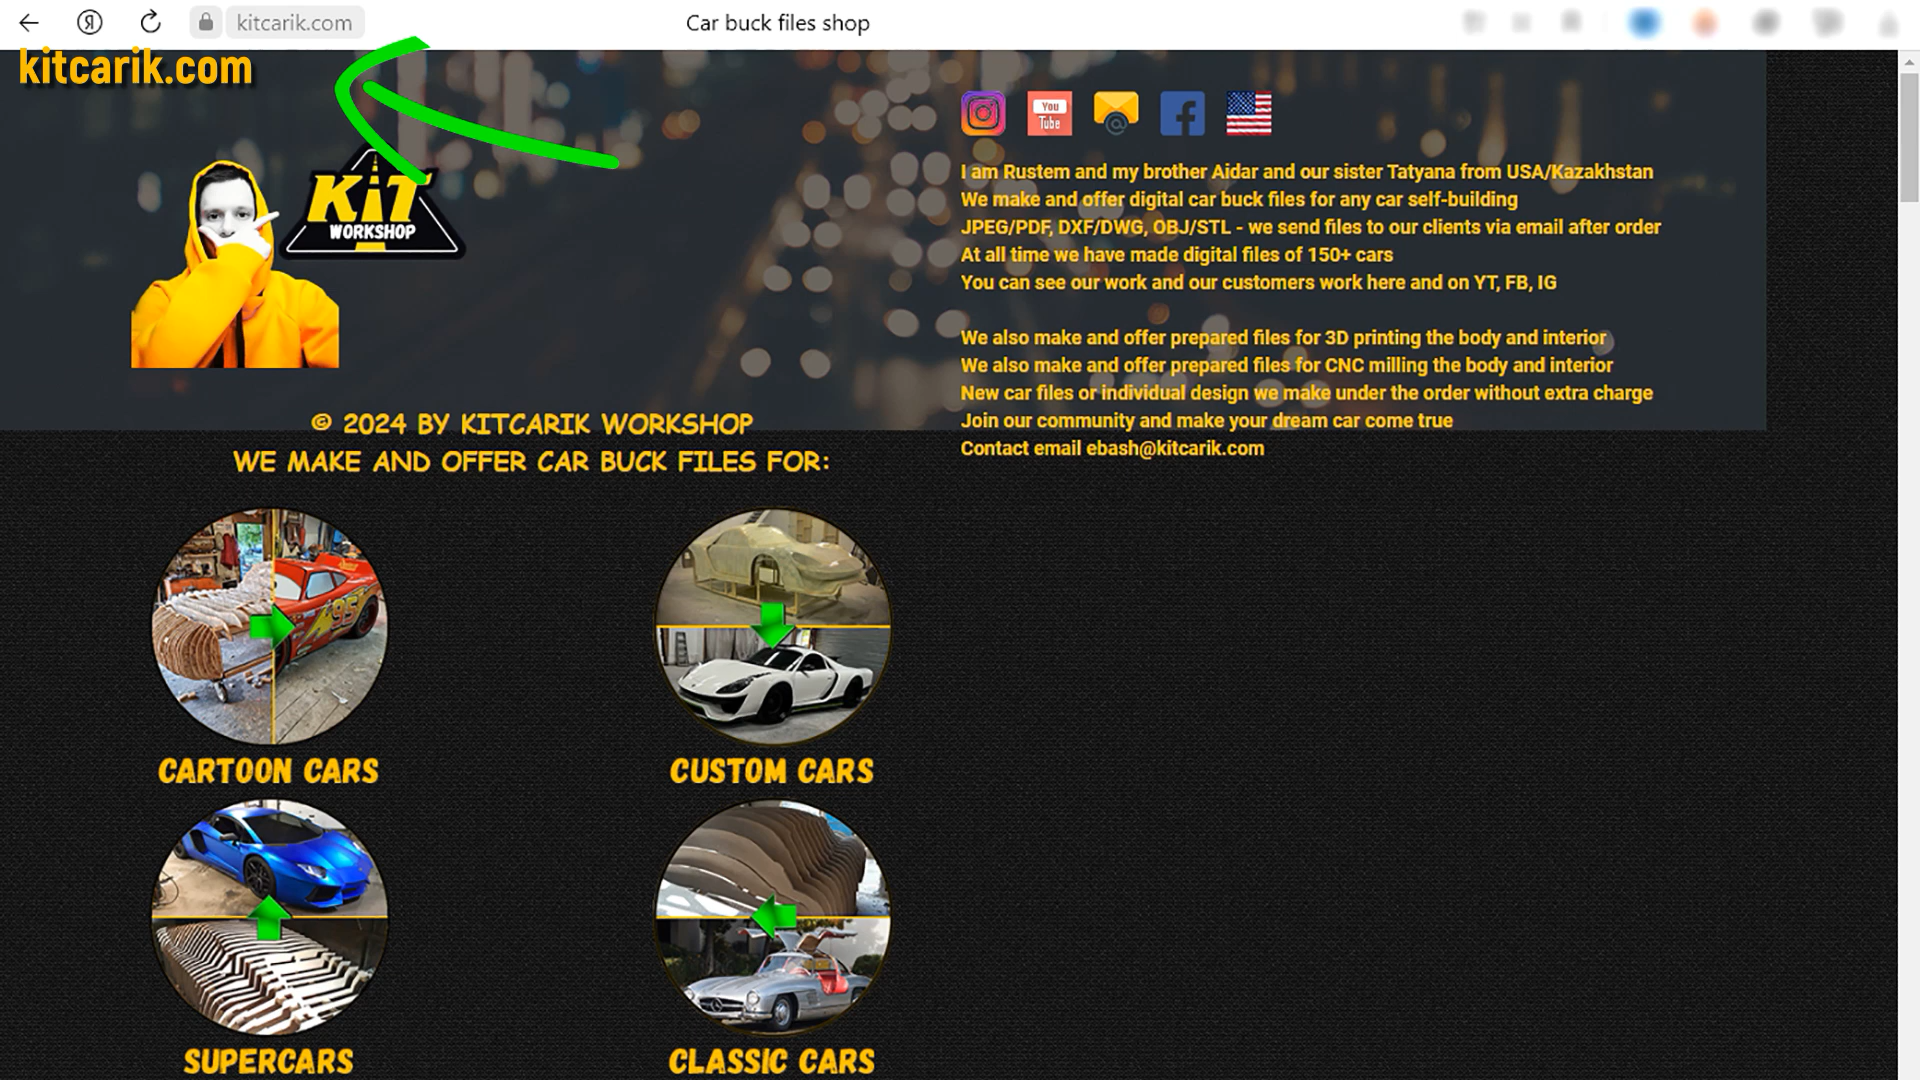 kitcarik.com
Car buck files shop
kitcarik.com
KIT
WORKSHOP
You
Tube
I am Rustem and my brother Aidar and our sister Tatyana from USA/Kazakhstan
We make and offer digital car buck files for any car self-building
JPEG/PDF, DXF/DWG, OBJ/STL - we send files to our clients via email after order
At all time we have made digital files of 150+ cars
You can see our work and our customers work here and on YT, FB, IG
We also make and offer prepared files for 3D printing the body and interior
We also make and offer prepared files for CNC milling the body and interior
New car files or individual design we make under the order without extra charge
Join our community and make your dream car come true
Contact email ebash@kitcarik.com
© 2024 BY KITCARIK WORKSHOP
WE MAKE AND OFFER CAR BUCK FILES FOR:
95
CARTOON CARS
CUSTOM CARS
SUPERCARS
CLASSIC CARS